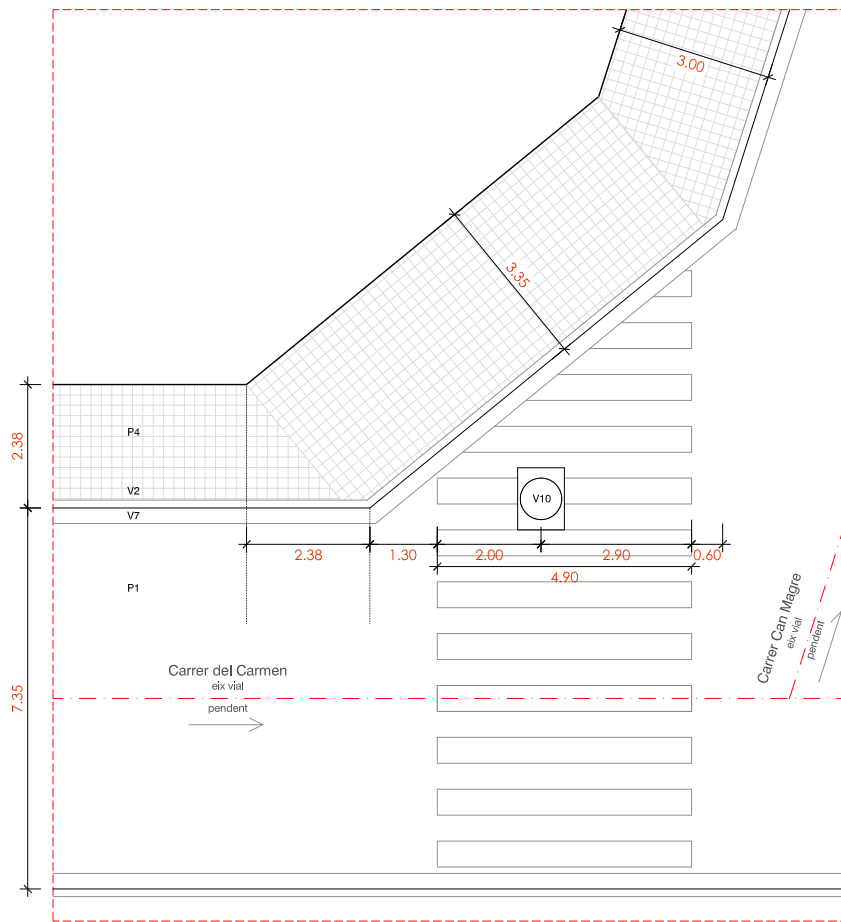 3.00
3.35
2.38
P4
V2
V10
V7
2.38
1.30
2.00
2.90
0.60
4.90
P1
Carrer Can Magre
eix vial
pendent
Carrer del Carmen
eix vial
pendent
7.35